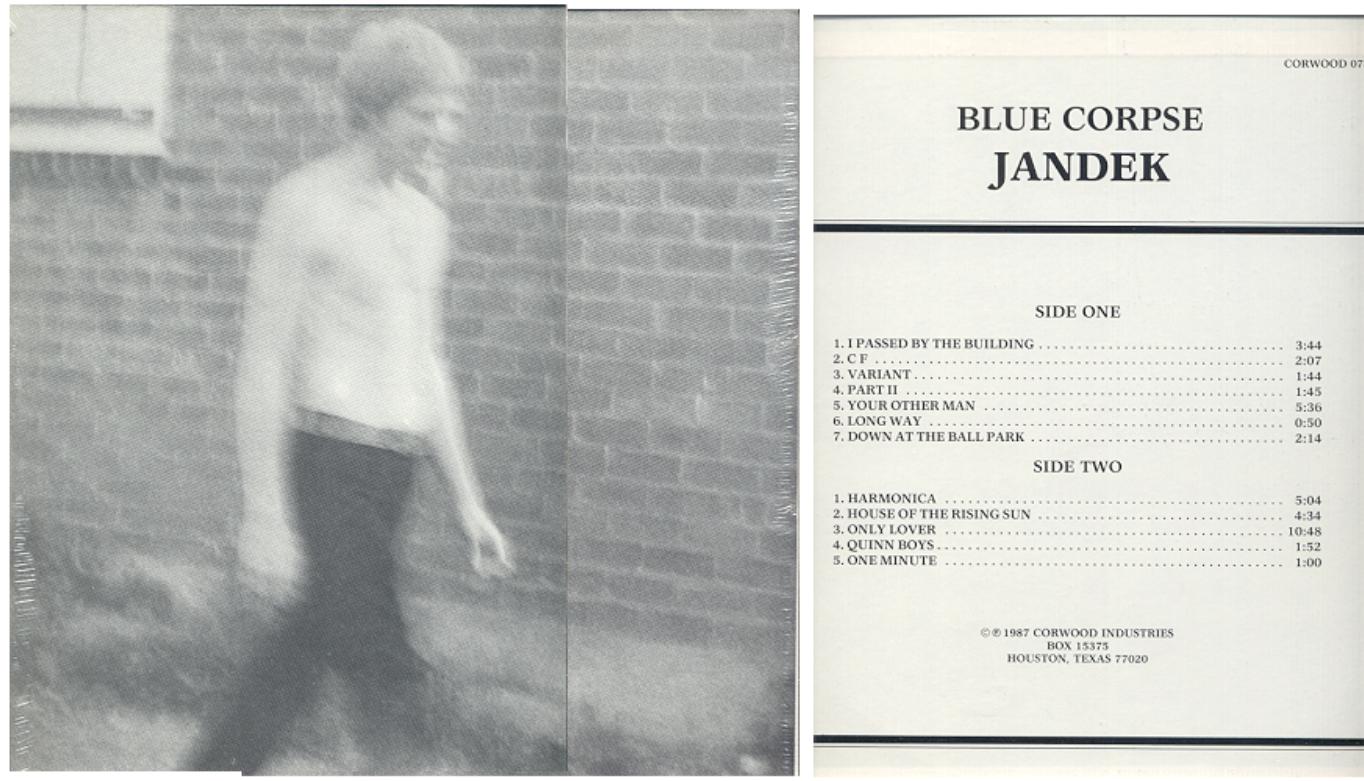 CORWOOD 07
BLUE CORPSE
JANDEK
SIDE ONE
1. I PASSED BY THE BUILDING 3:44
2. C F 2:07
3. VARIANT 1:44
4. PART II 1:45
5. YOUR OTHER MAN 5:36
6. LONG WAY 0:50
7. DOWN AT THE BALL PARK 2:14
SIDE TWO
1. HARMONICA 5:04
2. HOUSE OF THE RISING SUN 4:34
3. ONLY LOVER 10:48
4. QUINN BOYS 1:52
5. ONE MINUTE 1:00
©℗1987 CORWOOD INDUSTRIES
BOX 15375
HOUSTON, TEXAS 77020